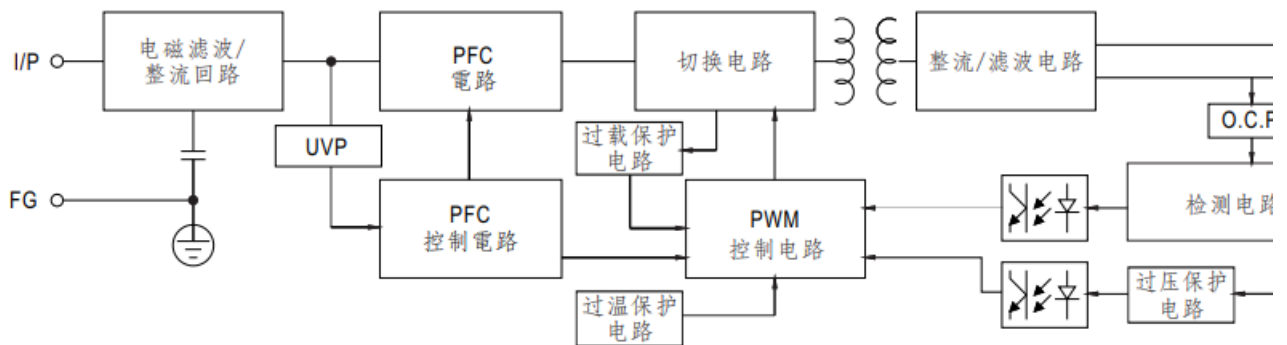 I/P
电磁滤波/
整流回路
PFC
電路
切换电路
整流/滤波电路
O.C.P
UVP
过载保护
电路
FG
PFC
控制電路
PWM
控制电路
检测电路
过温保护
电路
过压保护
电路